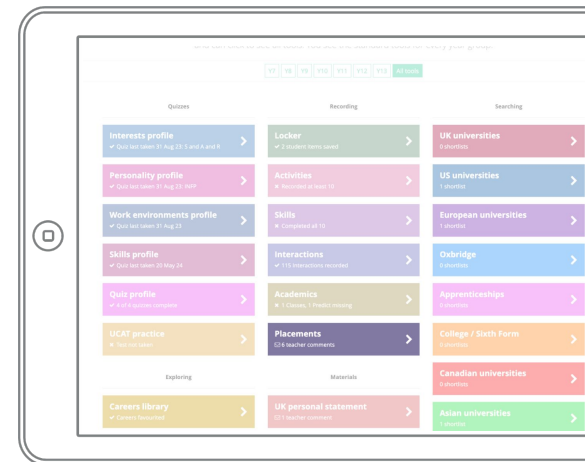 Y7 Y8 Y9 Y10 Y11 Y12 Y13 All tools
Quizzes
Interests profile
✔ Quiz last taken 31 Aug 23: S and A and R
Personality profile
✔ Quiz last taken 31 Aug 23: INFP
Work environments profile
✔ Quiz last taken 31 Aug 23
Skills profile
✔ Quiz last taken 20 May 24
Quiz profile
✔ 4 of 4 quizzes complete
UCAT practice
✖ Test not taken
Exploring
Careers library
✔ Careers favourited
Recording
Locker
✔ 2 student items saved
Activities
✖ Recorded at least 10
Skills
✖ Completed all 10
Interactions
✔ 115 interactions recorded
Academics
✖ 1 Classes, 1 Predict missing
Placements
6 teacher comments
Materials
UK personal statement
1 teacher comment
Searching
UK universities
0 shortlists
US universities
1 shortlist
European universities
1 shortlist
Oxbridge
0 shortlists
Apprenticeships
0 shortlists
College / Sixth Form
0 shortlists
Canadian universities
0 shortlists
Asian universities
1 shortlist